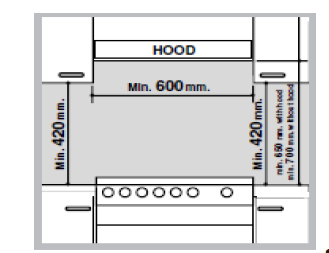 HOOD
Min. 600 mm.
Min. 420 mm.
Min. 420 mm.
min. 650 mm. with hood
min. 700 mm. without hood